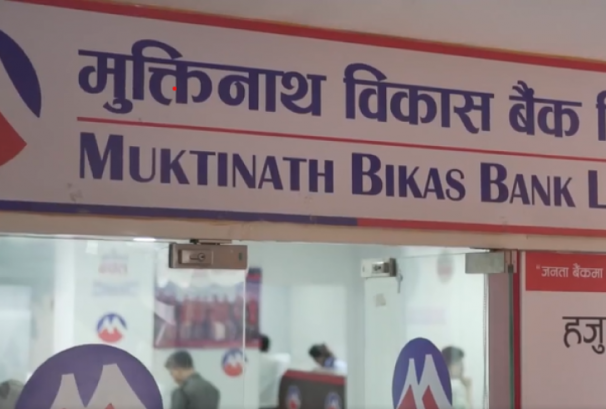 मुक्तिनाथ विकास बैंक
MUKTINATH BIKAS BANK L
"जनता बैंकमा
हजु